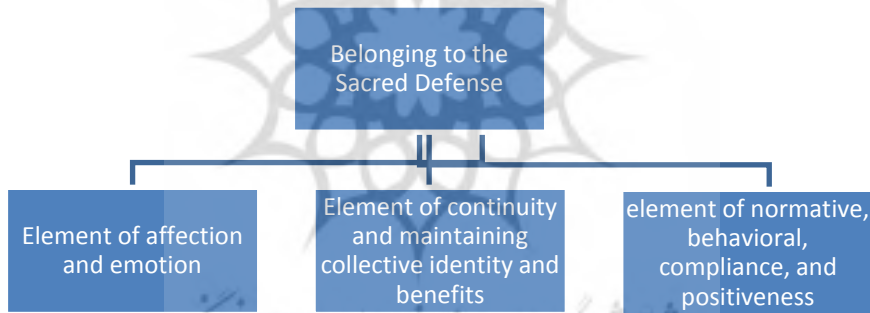 Belonging to the
Sacred Defense
Element of affection
and emotion
Element of continuity
and maintaining
collective identity and
benefits
element of normative,
behavioral,
compliance, and
positiveness